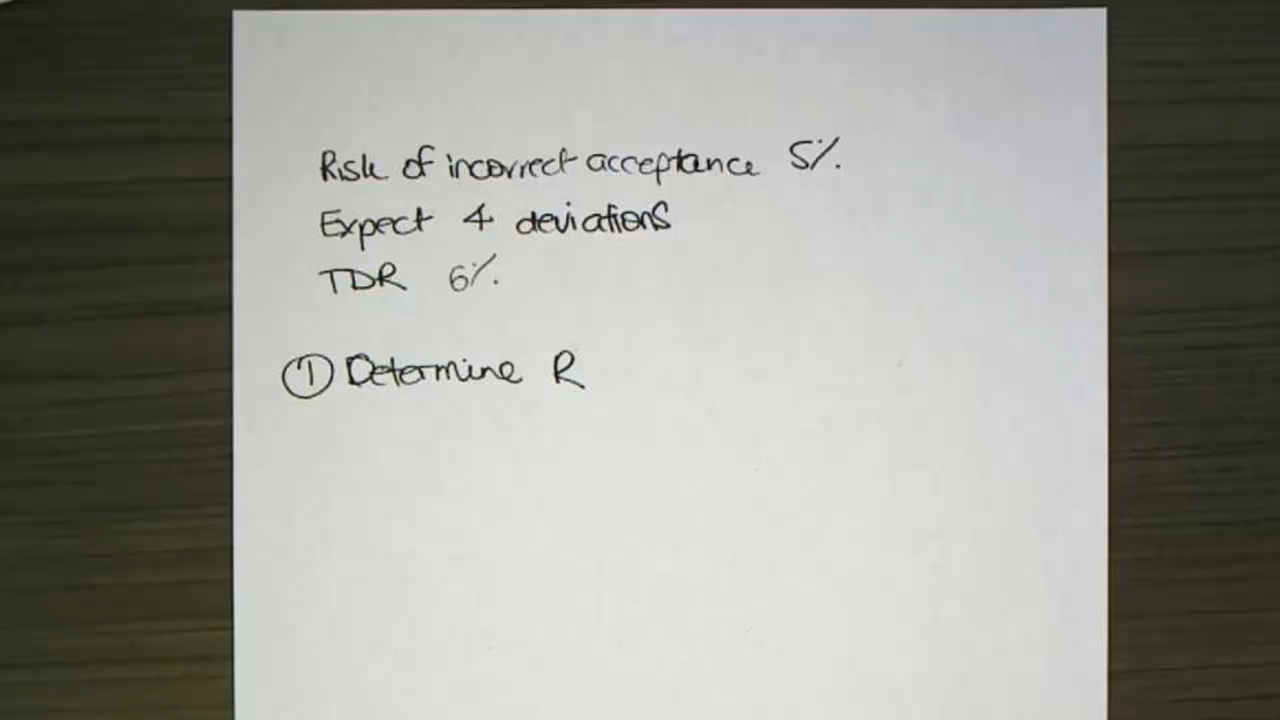 Risk of incorrect acceptance 5%.
Expect 4 deviations
TDR 6%.
① Determine R